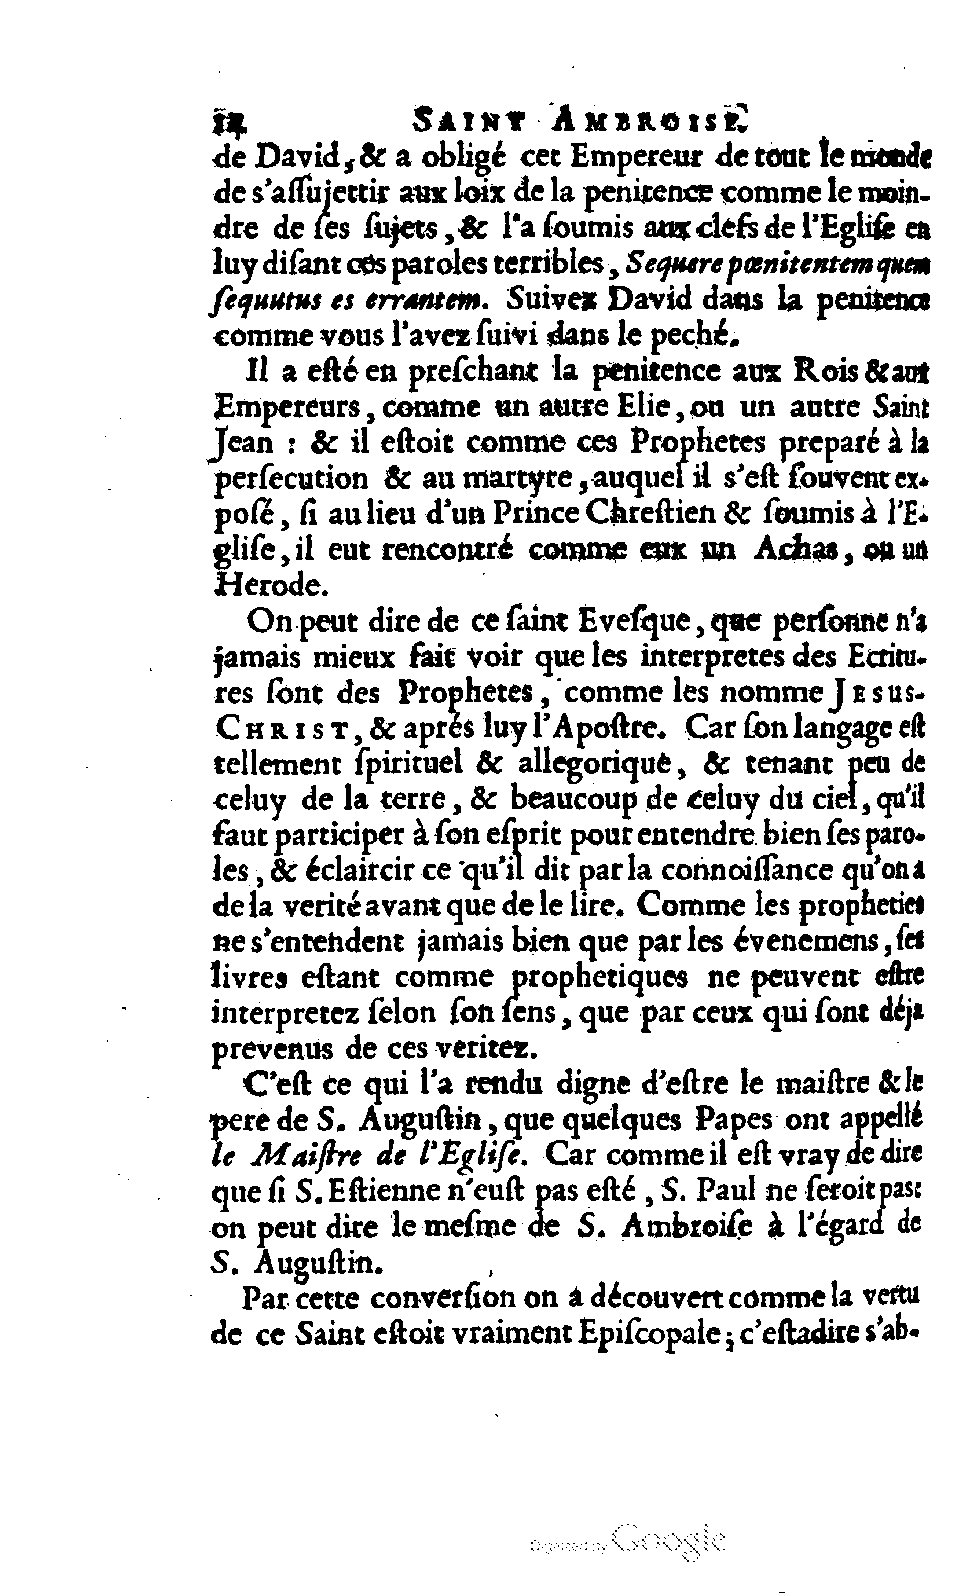 SAINT AMBROISE.
de David, & a obligé cet Empereur de tout le monde
de s'aſſujettir aux loix de la penitence comme le moin-
dre de ſes ſujets, & l'a ſoumis aux clefs de l'Egliſe en
luy diſant ces paroles terribles, Sequere pœnitentem quem
ſequutus es errantem. Suivez David dans la penitence
comme vous l'avez ſuivi dans le peché.
Il a eſté en preſchant la penitence aux Rois & aux
Empereurs, comme un autre Elie, ou un autre Saint
Jean : & il eſtoit comme ces Prophetes preparé à la
perſecution & au martyre, auquel il s'eſt ſouvent ex-
poſé, ſi au lieu d'un Prince Chreſtien & ſoumis à l'E-
gliſe, il eut rencontré comme eux un Achas, ou un
Herode.
On peut dire de ce ſaint Eveſque, que perſonne n'a
jamais mieux fait voir que les interpretes des Ecritu-
res ſont des Prophetes, comme les nomme JESUS-
CHRIST, & aprés luy l'Apoſtre. Car ſon langage eſt
tellement ſpirituel & allegorique, & tenant peu de
celuy de la terre, & beaucoup de celuy du ciel, qu'il
faut participer à ſon eſprit pour entendre bien ſes paro-
les, & éclaircir ce qu'il dit par la connoiſſance qu'on a
de la verité avant que de le lire. Comme les propheties
ne s'entendent jamais bien que par les évenemens, ſes
livres eſtant comme prophetiques ne peuvent eſtre
interpretez ſelon ſon ſens, que par ceux qui ſont déja
prevenus de ces veritez.
C'eſt ce qui l'a rendu digne d'eſtre le maiſtre & le
pere de S. Auguſtin, que quelques Papes ont appellé
le Maiſtre de l'Egliſe. Car comme il eſt vray de dire
que ſi S. Eſtienne n'euſt pas eſté, S. Paul ne ſeroit pas:
on peut dire le meſme de S. Ambroiſe à l'égard de
S. Auguſtin.
Par cette converſion on a découvert comme la vertu
de ce Saint eſtoit vraiment Epiſcopale; c'eſtadire s'ab-
Digitized by Google